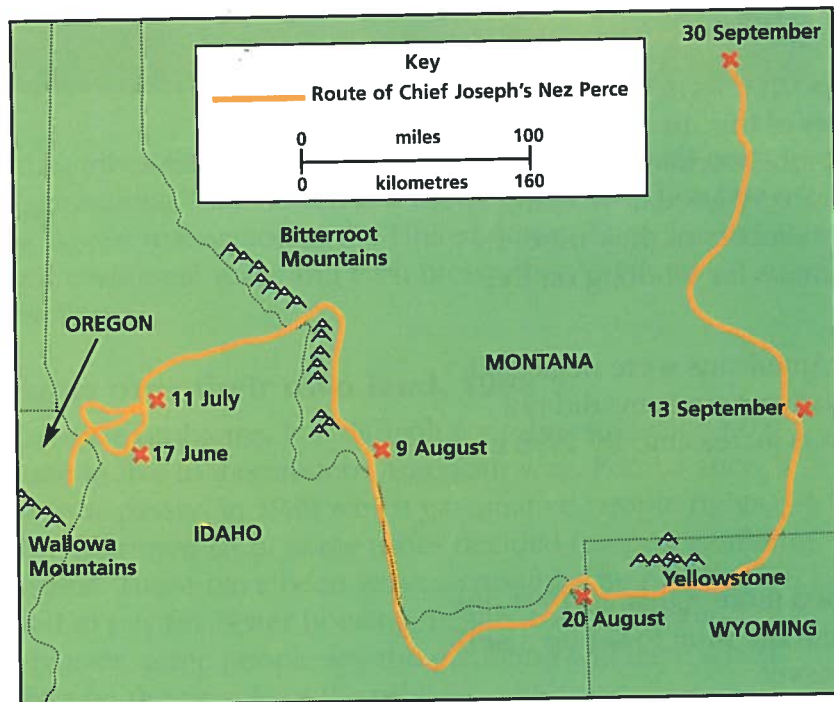 30 September
Key
Route of Chief Joseph's Nez Perce
0 miles 100
0 kilometres 160
Bitterroot
Mountains
OREGON
MONTANA
11 July
13 September
17 June
9 August
IDAHO
Wallowa
Mountains
Yellowstone
20 August
WYOMING